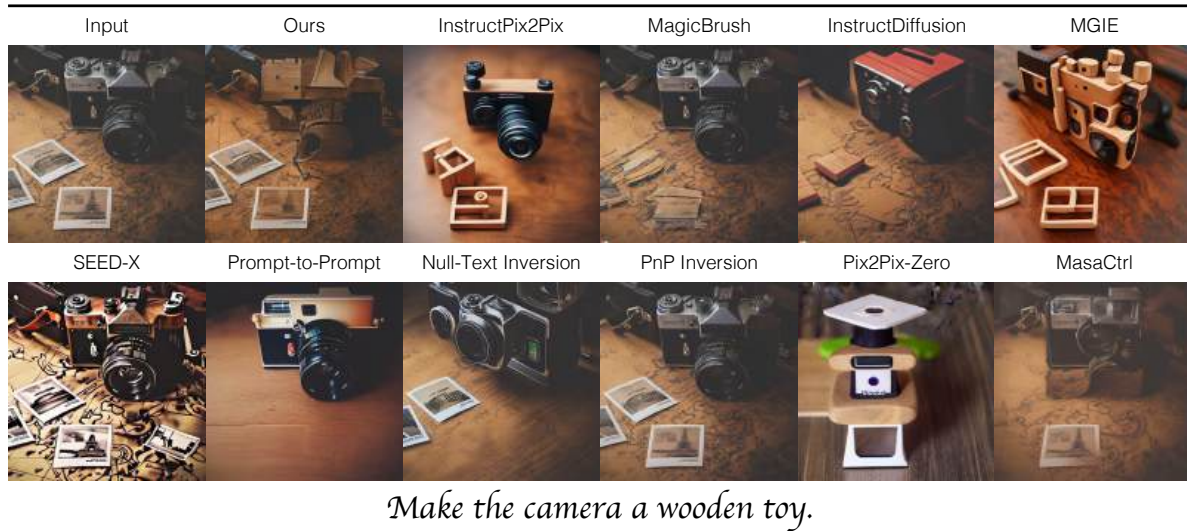 Input Ours InstructPix2Pix MagicBrush InstructDiffusion MGIE
SEED-X Prompt-to-Prompt Null-Text Inversion PnP Inversion Pix2Pix-Zero MasaCtrl
Make the camera a wooden toy.